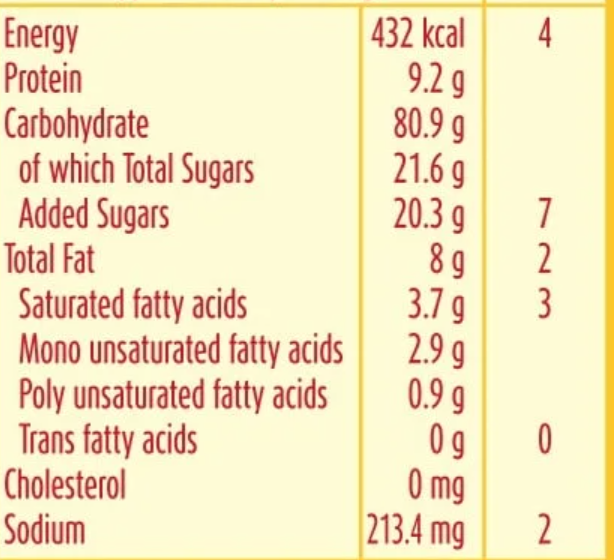 Energy 432 kcal 4
Protein 9.2 g
Carbohydrate 80.9 g
of which Total Sugars 21.6 g
Added Sugars 20.3 g 7
Total Fat 8 g 2
Saturated fatty acids 3.7 g 3
Mono unsaturated fatty acids 2.9 g
Poly unsaturated fatty acids 0.9 g
Trans fatty acids 0 g 0
Cholesterol 0 mg
Sodium 213.4 mg 2